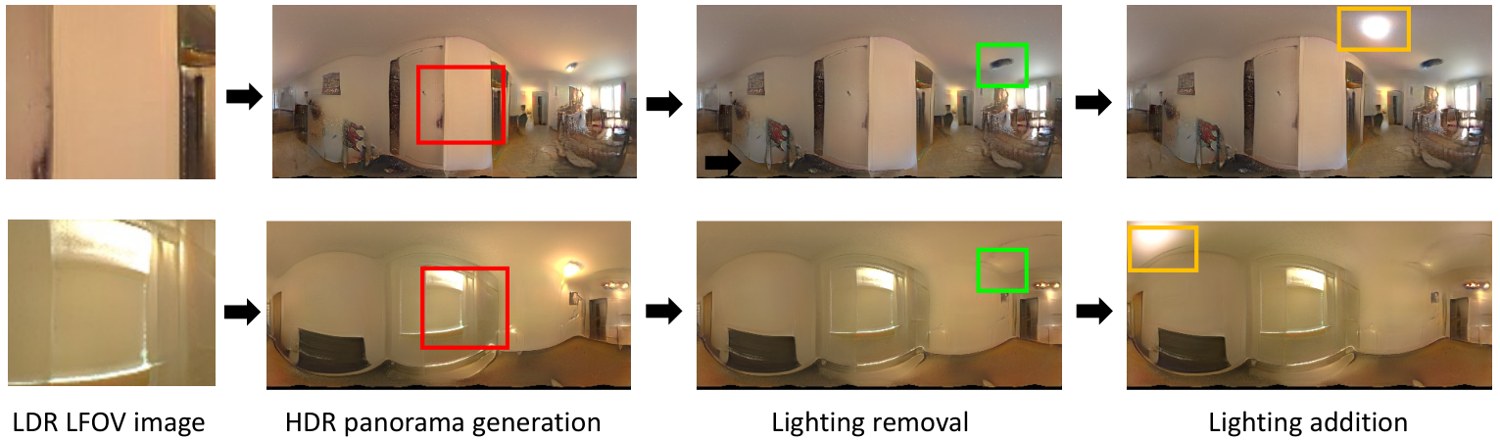 LDR LFOV image
HDR panorama generation
Lighting removal
Lighting addition